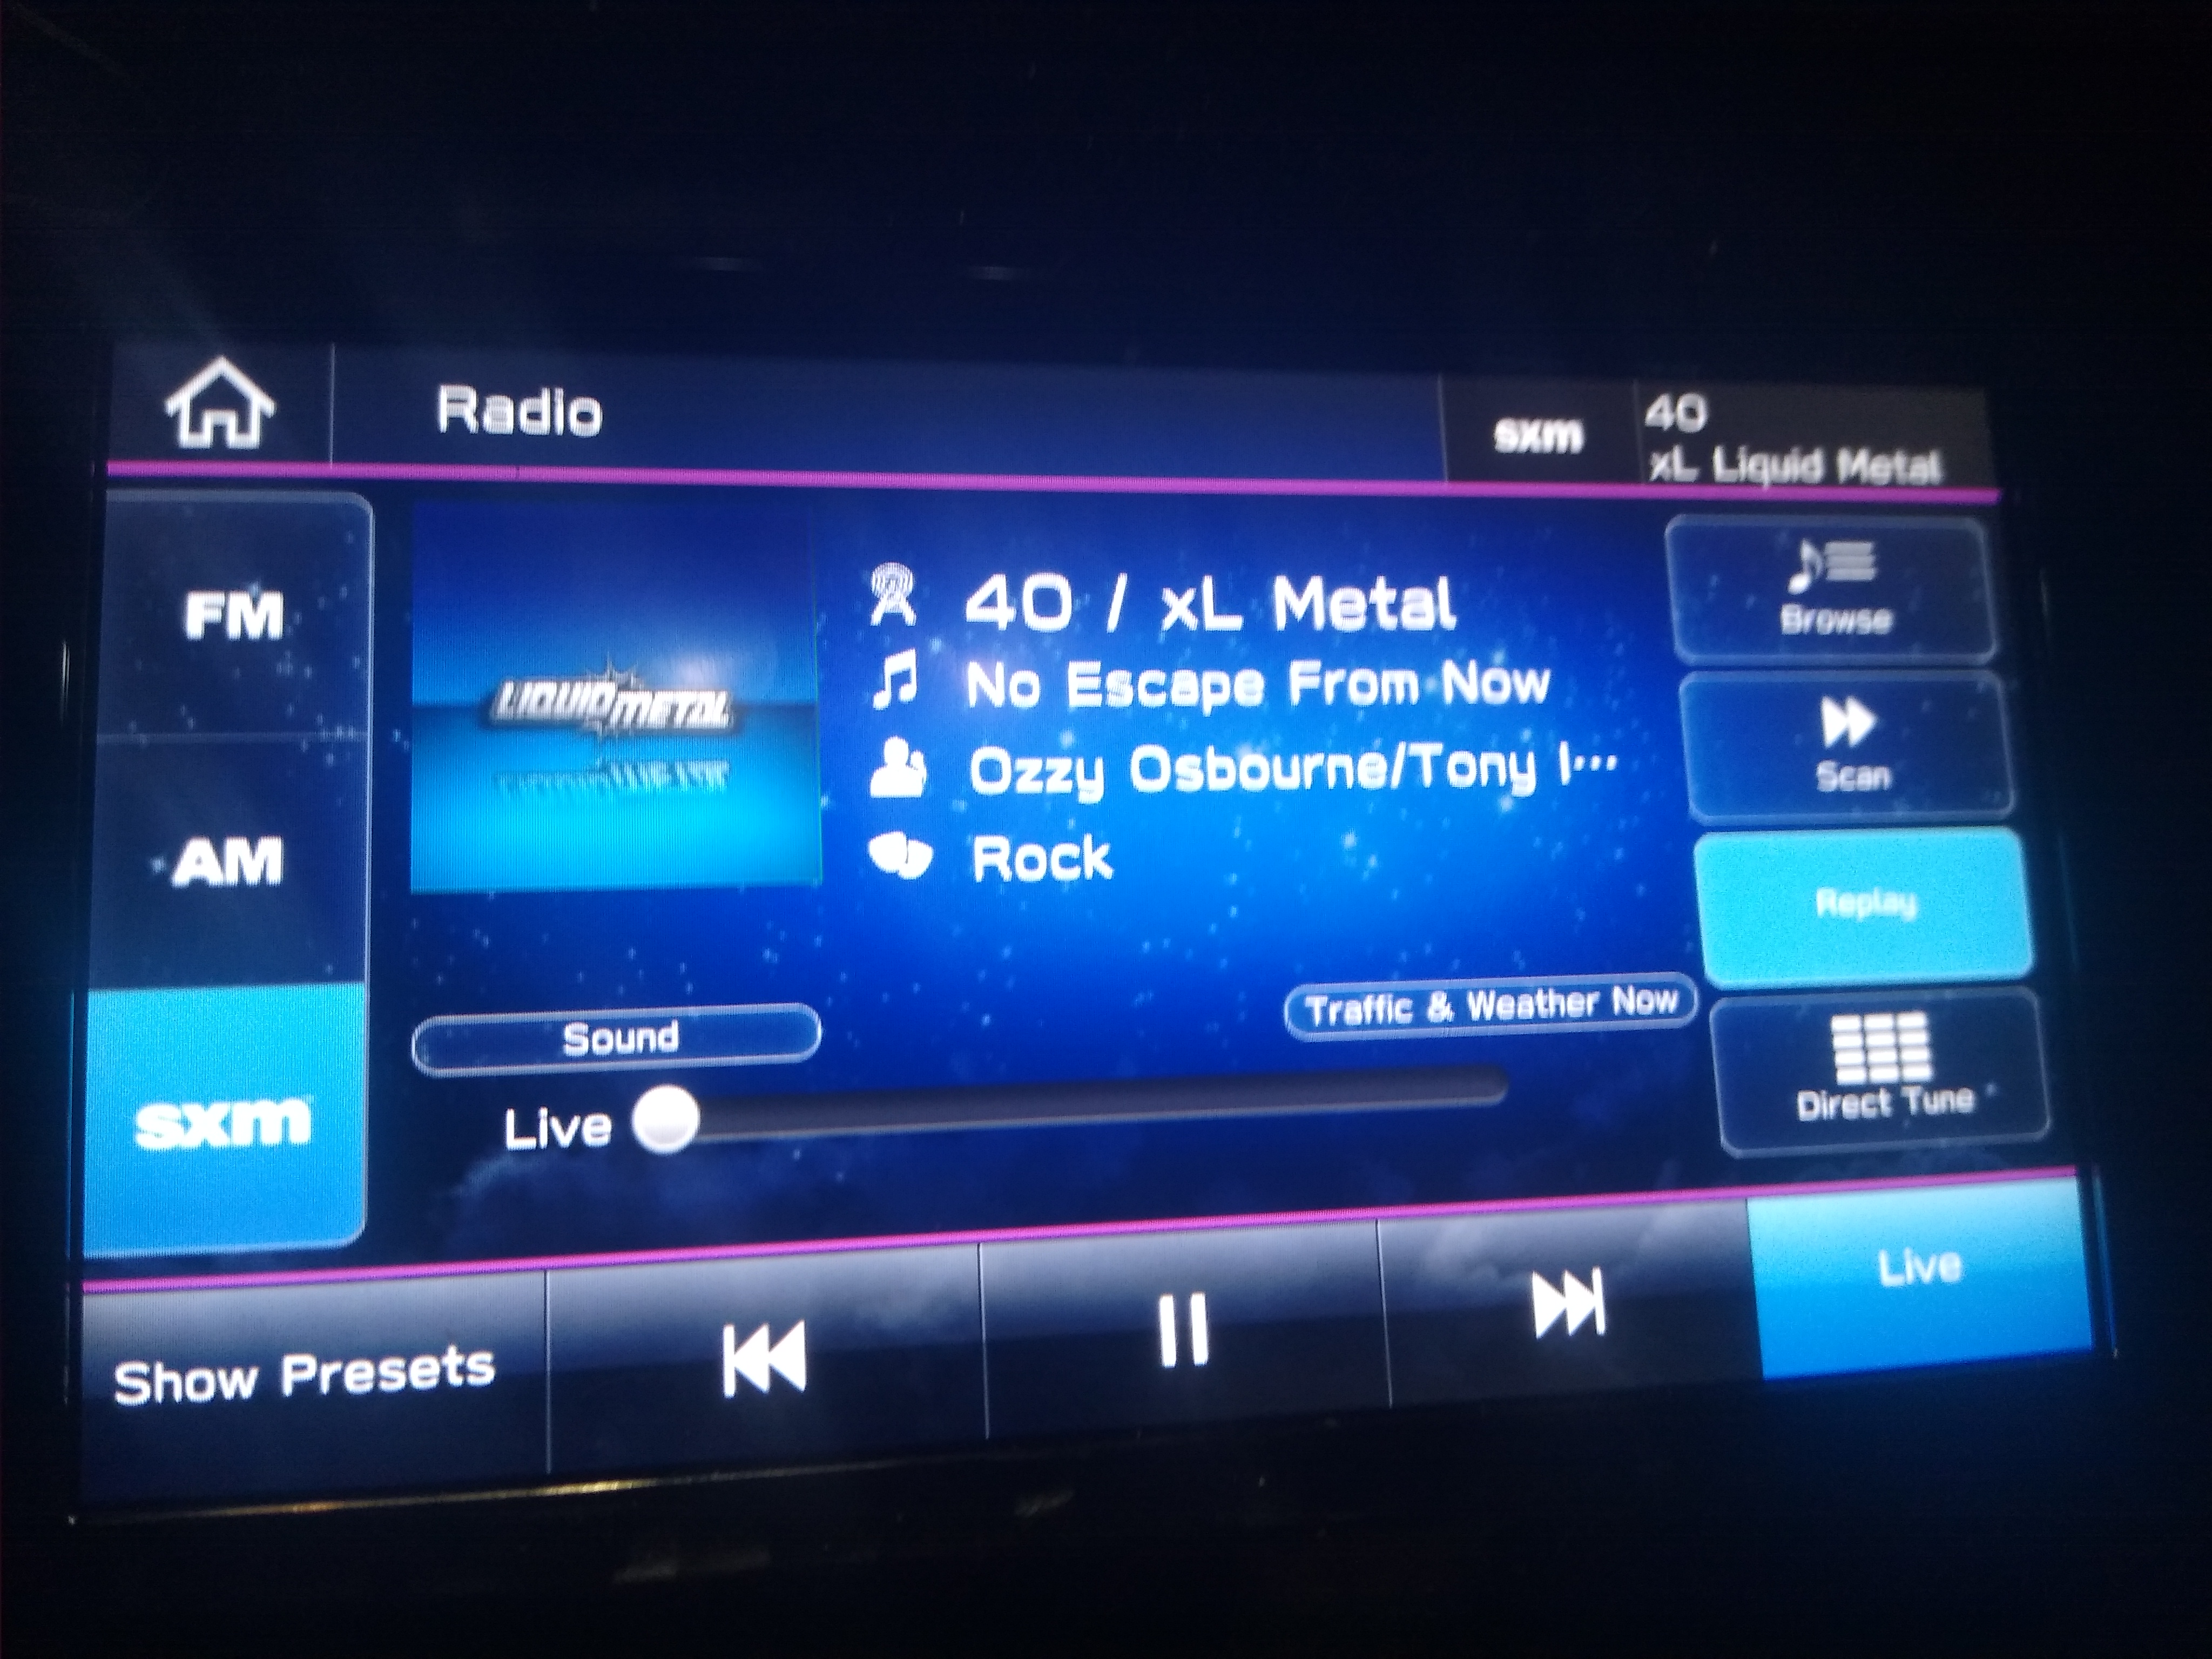 Radio
sxm
40
xL Liquid Metal
FM
AM
sxm
LIQUID METAL
40 / xL Metal
No Escape From Now
Ozzy Osbourne/Tony I...
Rock
Browse
Scan
Replay
Direct Tune
Sound
Traffic & Weather Now
Live
Show Presets
Live